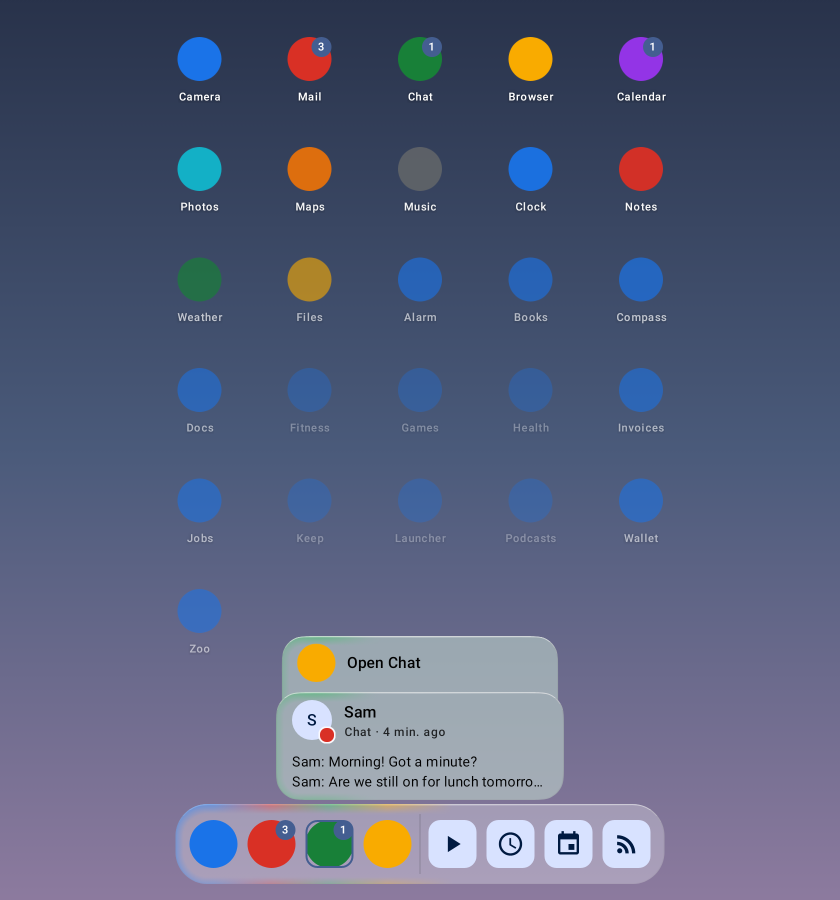 3
1
1
Camera
Mail
Chat
Browser
Calendar
Photos
Maps
Music
Clock
Notes
Weather
Files
Alarm
Books
Compass
Docs
Fitness
Games
Health
Invoices
Jobs
Keep
Launcher
Podcasts
Wallet
Zoo
Open Chat
S
Sam
Chat · 4 min. ago
Sam: Morning! Got a minute?
Sam: Are we still on for lunch tomorro…
3
1